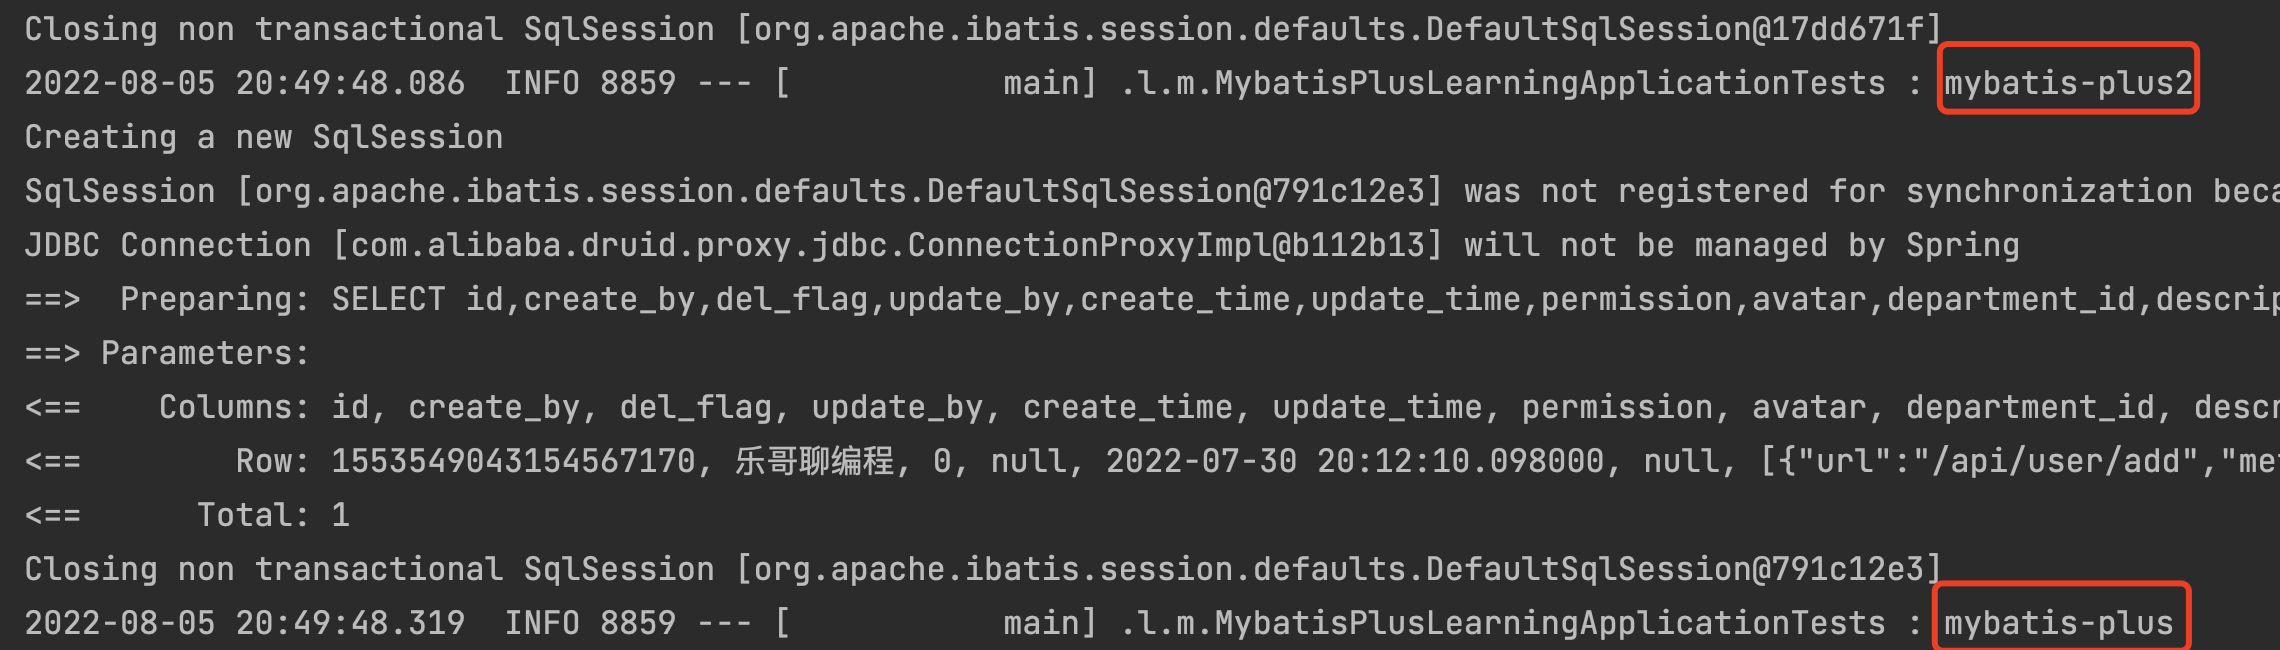 Closing non transactional SqlSession [org.apache.ibatis.session.defaults.DefaultSqlSession@17dd671f]
2022-08-05 20:49:48.086  INFO 8859 --- [           main] .l.m.MybatisPlusLearningApplicationTests : mybatis-plus2
Creating a new SqlSession
SqlSession [org.apache.ibatis.session.defaults.DefaultSqlSession@791c12e3] was not registered for synchronization beca
JDBC Connection [com.alibaba.druid.proxy.jdbc.ConnectionProxyImpl@b112b13] will not be managed by Spring
==>  Preparing: SELECT id,create_by,del_flag,update_by,create_time,update_time,permission,avatar,department_id,descrip
==> Parameters:
<==    Columns: id, create_by, del_flag, update_by, create_time, update_time, permission, avatar, department_id, descr
<==        Row: 1553549043154567170, 乐哥聊编程, 0, null, 2022-07-30 20:12:10.098000, null, [{"url":"/api/user/add","met
<==      Total: 1
Closing non transactional SqlSession [org.apache.ibatis.session.defaults.DefaultSqlSession@791c12e3]
2022-08-05 20:49:48.319  INFO 8859 --- [           main] .l.m.MybatisPlusLearningApplicationTests : mybatis-plus